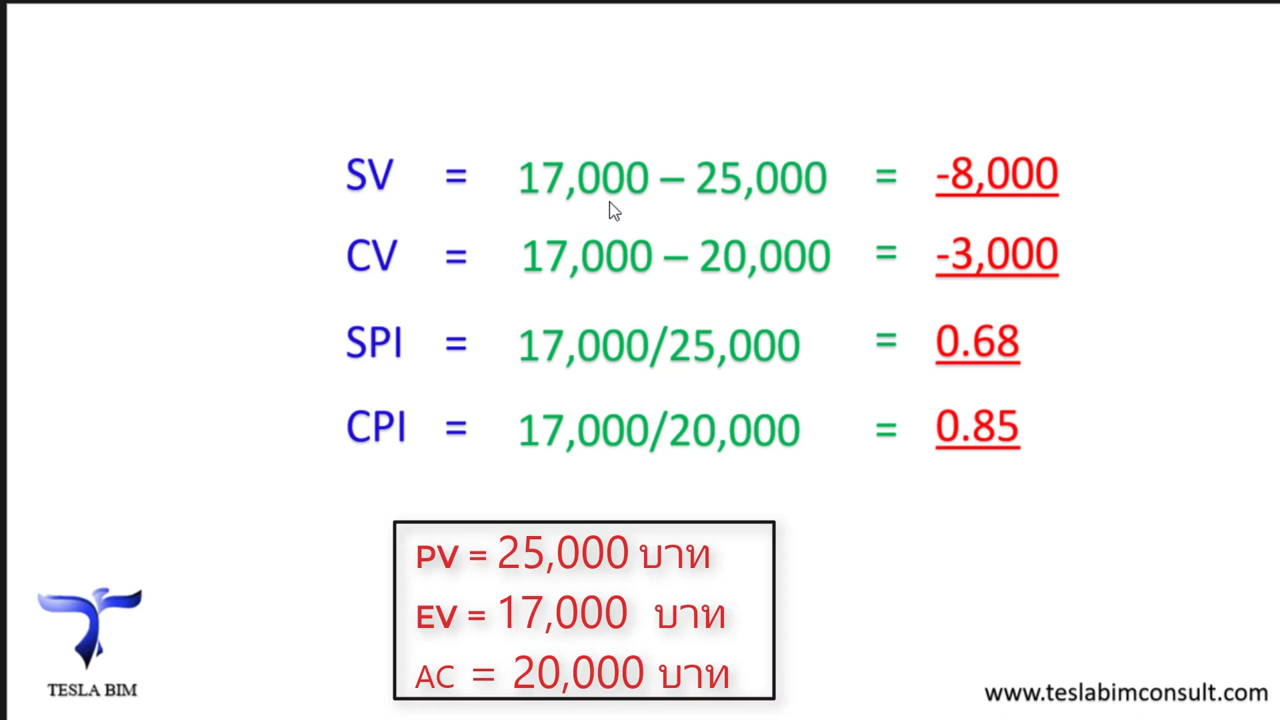 SV = 17,000 – 25,000 = -8,000
CV = 17,000 – 20,000 = -3,000
SPI = 17,000/25,000 = 0.68
CPI = 17,000/20,000 = 0.85
PV = 25,000 บาท
EV = 17,000 บาท
AC = 20,000 บาท
TESLA BIM
www.teslabimconsult.com